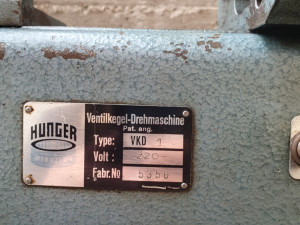 HUNGER
Ventilkegel-Drehmaschine
Pat. ang.
Type: VKD 1
Volt: 220
Fabr. No 5350